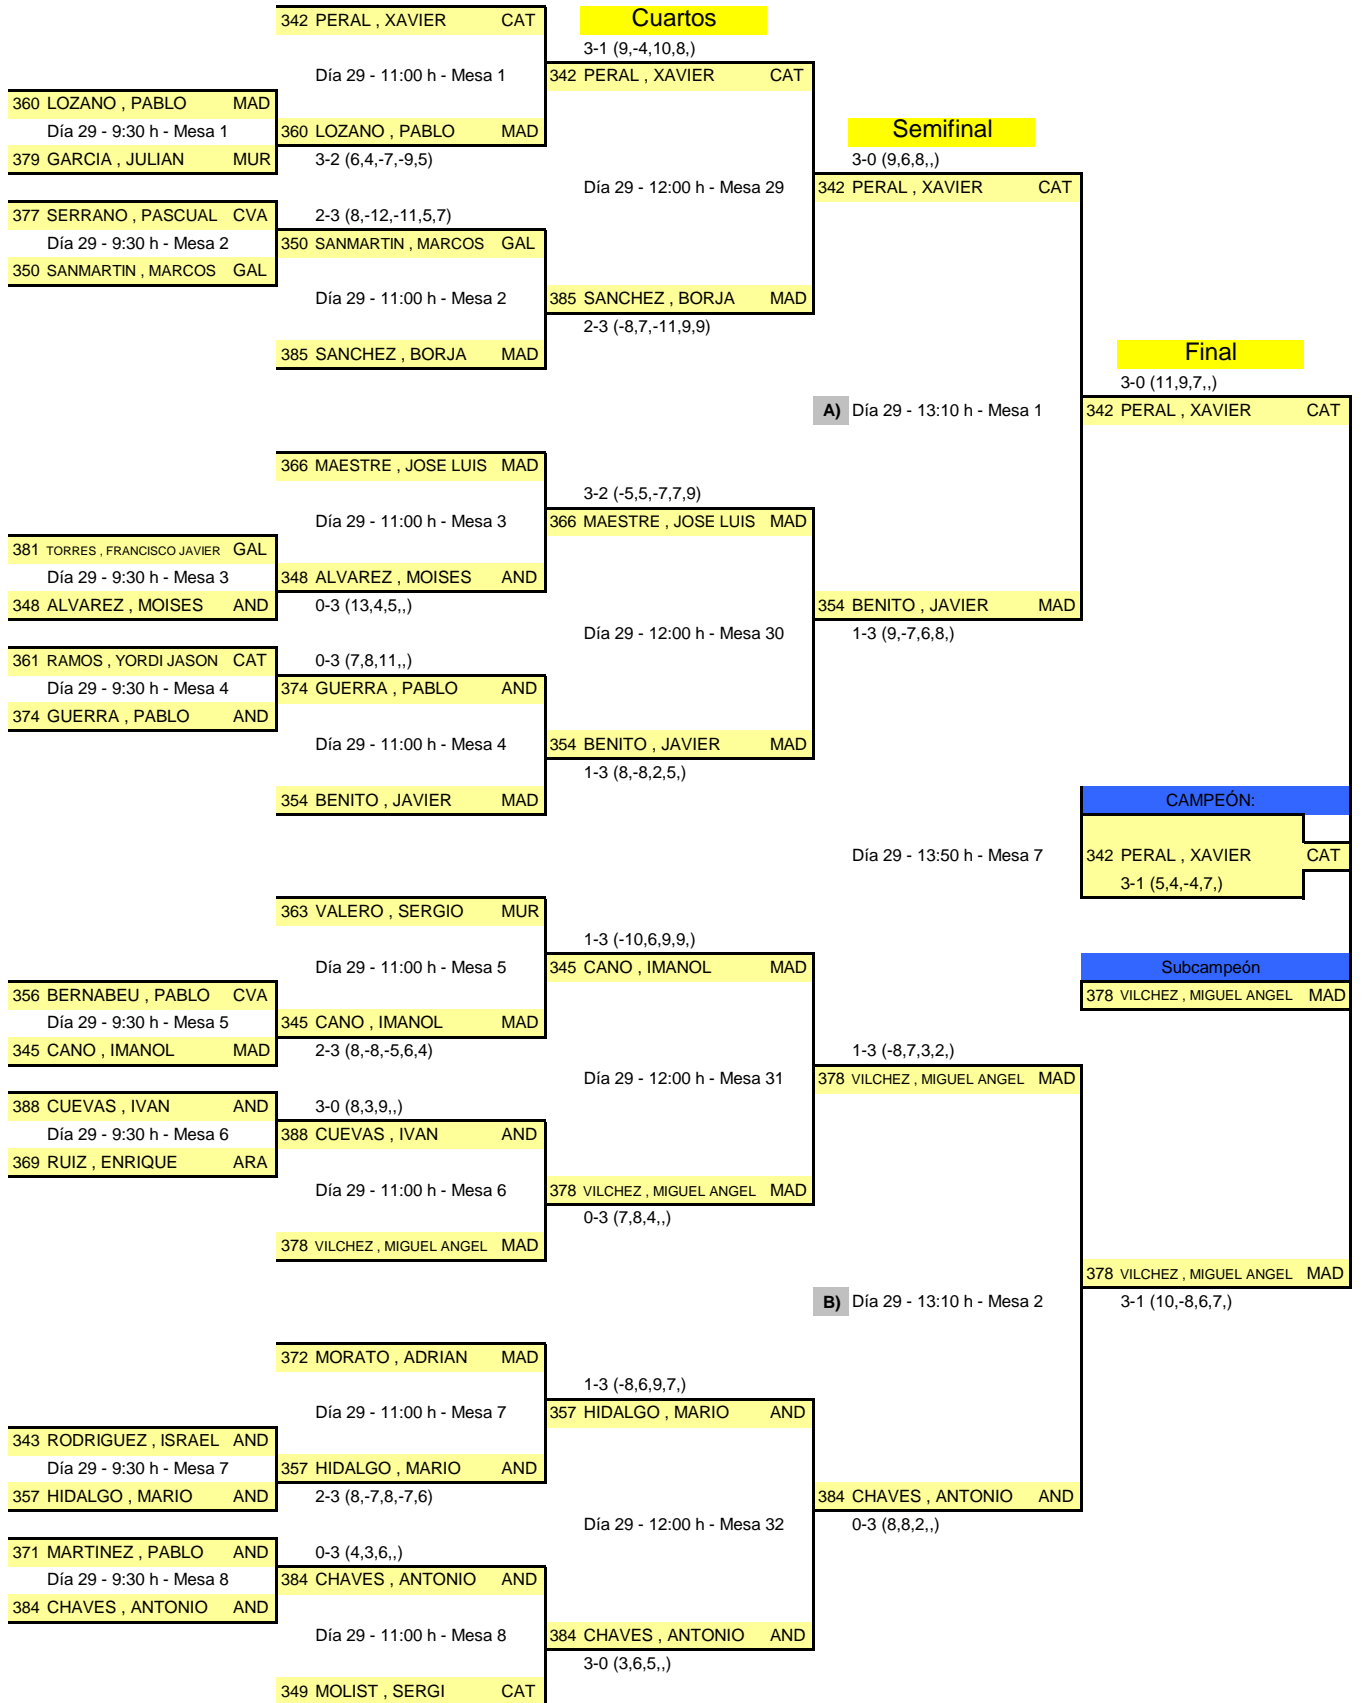 342 PERAL , XAVIER CAT
Cuartos
3-1 (9,-4,10,8,)
Día 29 - 11:00 h - Mesa 1
342 PERAL , XAVIER CAT
360 LOZANO , PABLO MAD
Día 29 - 9:30 h - Mesa 1
360 LOZANO , PABLO MAD
Semifinal
379 GARCIA , JULIAN MUR
3-2 (6,4,-7,-9,5)
3-0 (9,6,8,,)
Día 29 - 12:00 h - Mesa 29
342 PERAL , XAVIER CAT
377 SERRANO , PASCUAL CVA
2-3 (8,-12,-11,5,7)
Día 29 - 9:30 h - Mesa 2
350 SANMARTIN , MARCOS GAL
350 SANMARTIN , MARCOS GAL
Día 29 - 11:00 h - Mesa 2
385 SANCHEZ , BORJA MAD
2-3 (-8,7,-11,9,9)
385 SANCHEZ , BORJA MAD
Final
3-0 (11,9,7,,)
A) Día 29 - 13:10 h - Mesa 1
342 PERAL , XAVIER CAT
366 MAESTRE , JOSE LUIS MAD
3-2 (-5,5,-7,7,9)
Día 29 - 11:00 h - Mesa 3
366 MAESTRE , JOSE LUIS MAD
381 TORRES , FRANCISCO JAVIER GAL
Día 29 - 9:30 h - Mesa 3
348 ALVAREZ , MOISES AND
348 ALVAREZ , MOISES AND
0-3 (13,4,5,,)
354 BENITO , JAVIER MAD
Día 29 - 12:00 h - Mesa 30
1-3 (9,-7,6,8,)
361 RAMOS , YORDI JASON CAT
0-3 (7,8,11,,)
Día 29 - 9:30 h - Mesa 4
374 GUERRA , PABLO AND
374 GUERRA , PABLO AND
Día 29 - 11:00 h - Mesa 4
354 BENITO , JAVIER MAD
1-3 (8,-8,2,5,)
354 BENITO , JAVIER MAD
CAMPEÓN:
Día 29 - 13:50 h - Mesa 7
342 PERAL , XAVIER CAT
3-1 (5,4,-4,7,)
363 VALERO , SERGIO MUR
1-3 (-10,6,9,9,)
Día 29 - 11:00 h - Mesa 5
345 CANO , IMANOL MAD
Subcampeón
356 BERNABEU , PABLO CVA
378 VILCHEZ , MIGUEL ANGEL MAD
Día 29 - 9:30 h - Mesa 5
345 CANO , IMANOL MAD
345 CANO , IMANOL MAD
2-3 (8,-8,-5,6,4)
1-3 (-8,7,3,2,)
Día 29 - 12:00 h - Mesa 31
378 VILCHEZ , MIGUEL ANGEL MAD
388 CUEVAS , IVAN AND
3-0 (8,3,9,,)
Día 29 - 9:30 h - Mesa 6
388 CUEVAS , IVAN AND
369 RUIZ , ENRIQUE ARA
Día 29 - 11:00 h - Mesa 6
378 VILCHEZ , MIGUEL ANGEL MAD
0-3 (7,8,4,,)
378 VILCHEZ , MIGUEL ANGEL MAD
378 VILCHEZ , MIGUEL ANGEL MAD
B) Día 29 - 13:10 h - Mesa 2
3-1 (10,-8,6,7,)
372 MORATO , ADRIAN MAD
1-3 (-8,6,9,7,)
Día 29 - 11:00 h - Mesa 7
357 HIDALGO , MARIO AND
343 RODRIGUEZ , ISRAEL AND
Día 29 - 9:30 h - Mesa 7
357 HIDALGO , MARIO AND
357 HIDALGO , MARIO AND
2-3 (8,-7,8,-7,6)
384 CHAVES , ANTONIO AND
Día 29 - 12:00 h - Mesa 32
0-3 (8,8,2,,)
371 MARTINEZ , PABLO AND
0-3 (4,3,6,,)
Día 29 - 9:30 h - Mesa 8
384 CHAVES , ANTONIO AND
384 CHAVES , ANTONIO AND
Día 29 - 11:00 h - Mesa 8
384 CHAVES , ANTONIO AND
3-0 (3,6,5,,)
349 MOLIST , SERGI CAT